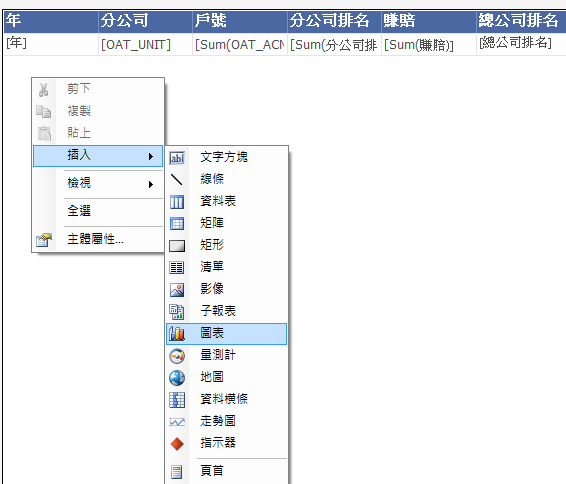 年 分公司 戶號 分公司排名 賺賠 總公司排名
[年] [OAT_UNIT] [Sum(OAT_ACN [Sum(分公司排 [Sum(賺賠)] [總公司排名]
剪下
複製
貼上
插入
檢視
全選
主體屬性...
ab
文字方塊
線條
資料表
矩陣
矩形
清單
影像
子報表
圖表
量測計
地圖
資料橫條
走勢圖
指示器
頁首